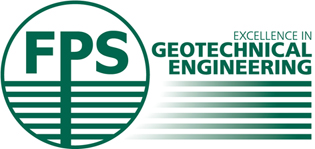 FPS
EXCELLENCE IN
GEOTECHNICAL
ENGINEERING